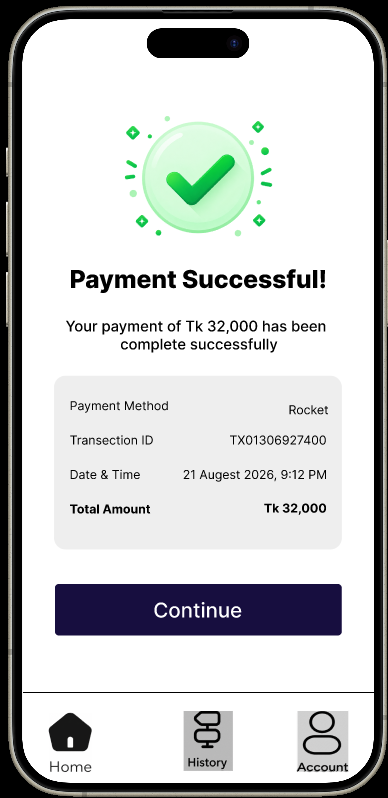 Payment Successful!
Your payment of Tk 32,000 has been
complete successfully
Payment Method Rocket
Transection ID TX01306927400
Date & Time 21 Augest 2026, 9:12 PM
Total Amount Tk 32,000
Continue
Home History Account